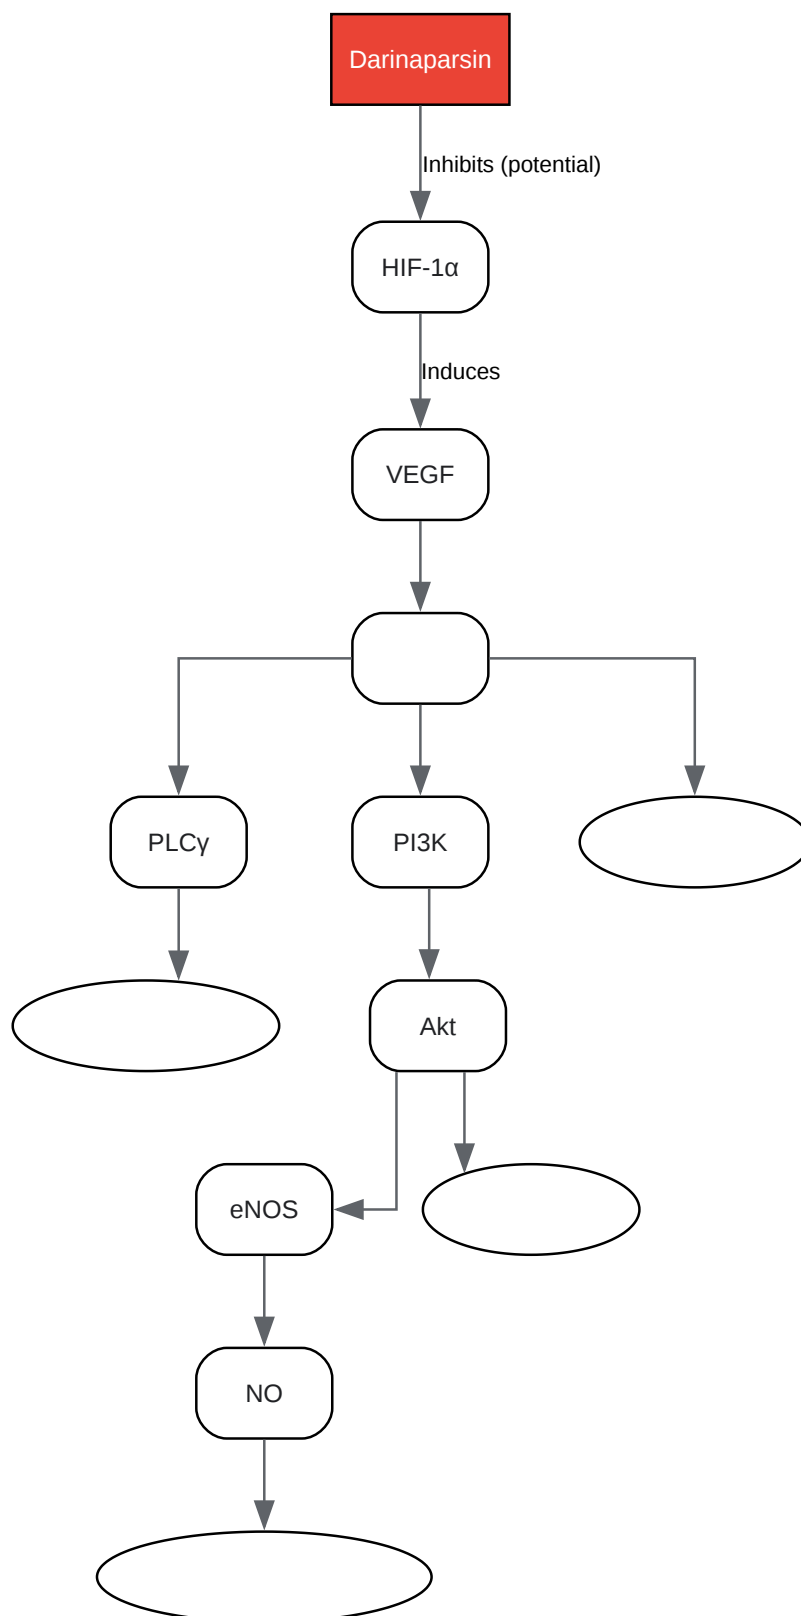 Darinaparsin
Inhibits (potential)
HIF-1α
Induces
VEGF
PLCγ
PI3K
Akt
eNOS
NO